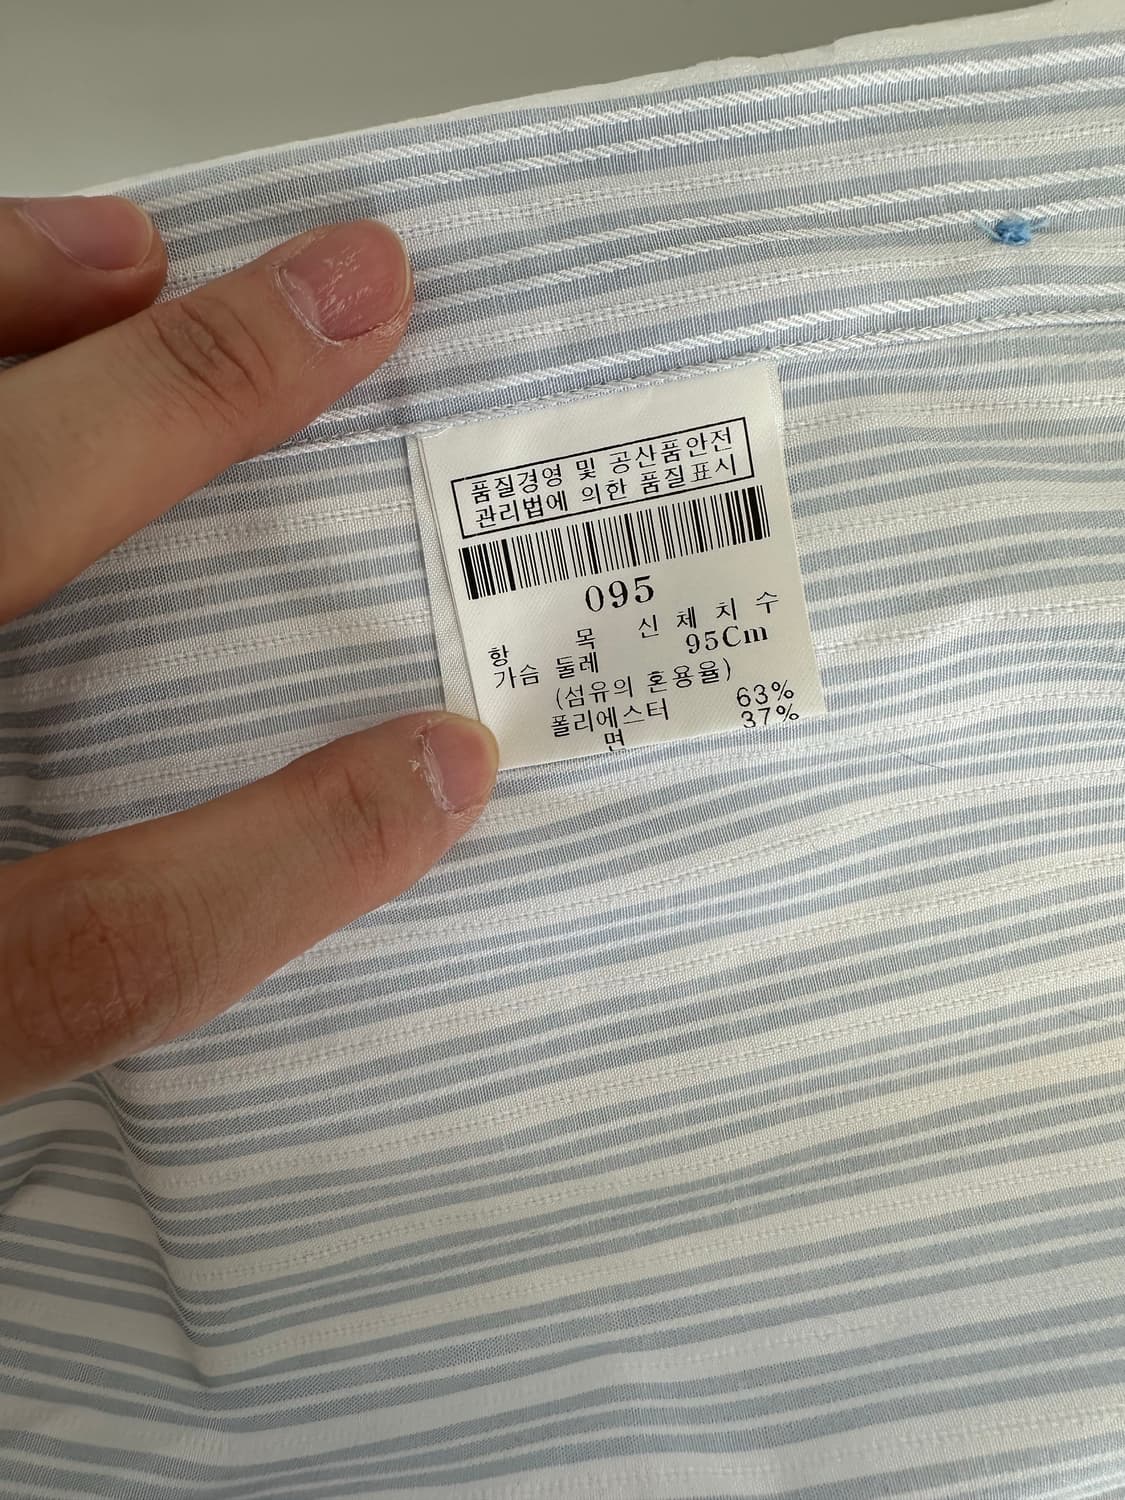 품질경영 및 공산품안전
관리법에 의한 품질표시
095
항 목 신 체 치 수
가슴 둘레 95Cm
(섬유의 혼용율)
폴리에스터 63%
면 37%